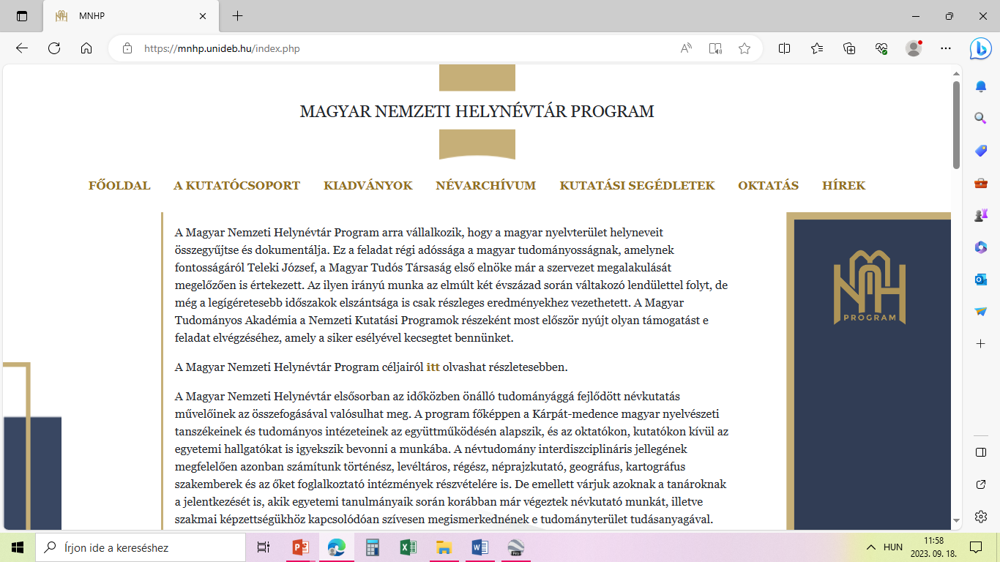 MNHP
https://mnhp.unideb.hu/index.php
MAGYAR NEMZETI HELYNÉVTÁR PROGRAM
FŐOLDAL A KUTATÓCSOPORT KIADVÁNYOK NÉVARCHÍVUM KUTATÁSI SEGÉDLETEK OKTATÁS HÍREK
A Magyar Nemzeti Helynévtár Program arra vállalkozik, hogy a magyar nyelvterület helyneveit
összegyűjtse és dokumentálja. Ez a feladat régi adóssága a magyar tudományosságnak, amelynek
fontosságáról Teleki József, a Magyar Tudós Társaság első elnöke már a szervezet megalakulását
megelőzően is értekezett. Az ilyen irányú munka az elmúlt két évszázad során váltakozó lendülettel folyt, de
még a legígéretesebb időszakok elszántsága is csak részleges eredményekhez vezethetett. A Magyar
Tudományos Akadémia a Nemzeti Kutatási Programok részeként most először nyújt olyan támogatást e
feladat elvégzéséhez, amely a siker esélyével kecsegtet bennünket.
A Magyar Nemzeti Helynévtár Program céljairól itt olvashat részletesebben.
A Magyar Nemzeti Helynévtár elsősorban az időközben önálló tudományággá fejlődött névkutatás
művelőinek az összefogásával valósulhat meg. A program főképpen a Kárpát-medence magyar nyelvészeti
tanszékeinek és tudományos intézeteinek az együttműködésén alapszik, és az oktatókon, kutatókon kívül az
egyetemi hallgatókat is igyekszik bevonni a munkába. A névtudomány interdiszciplináris jellegének
megfelelően azonban számítunk történész, levéltáros, régész, néprajzkutató, geográfus, kartográfus
szakemberek és az őket foglalkoztató intézmények részvételére is. De emellett várjuk azoknak a tanároknak
a jelentkezését is, akik egyetemi tanulmányaik során korábban már végeztek névkutató munkát, illetve
szakmai képzettségükhöz kapcsolódóan szívesen megismerkednének e tudományterület tudásanyagával.
MNH
PROGRAM
Írjon ide a kereséshez
HUN
11:58
2023. 09. 18.